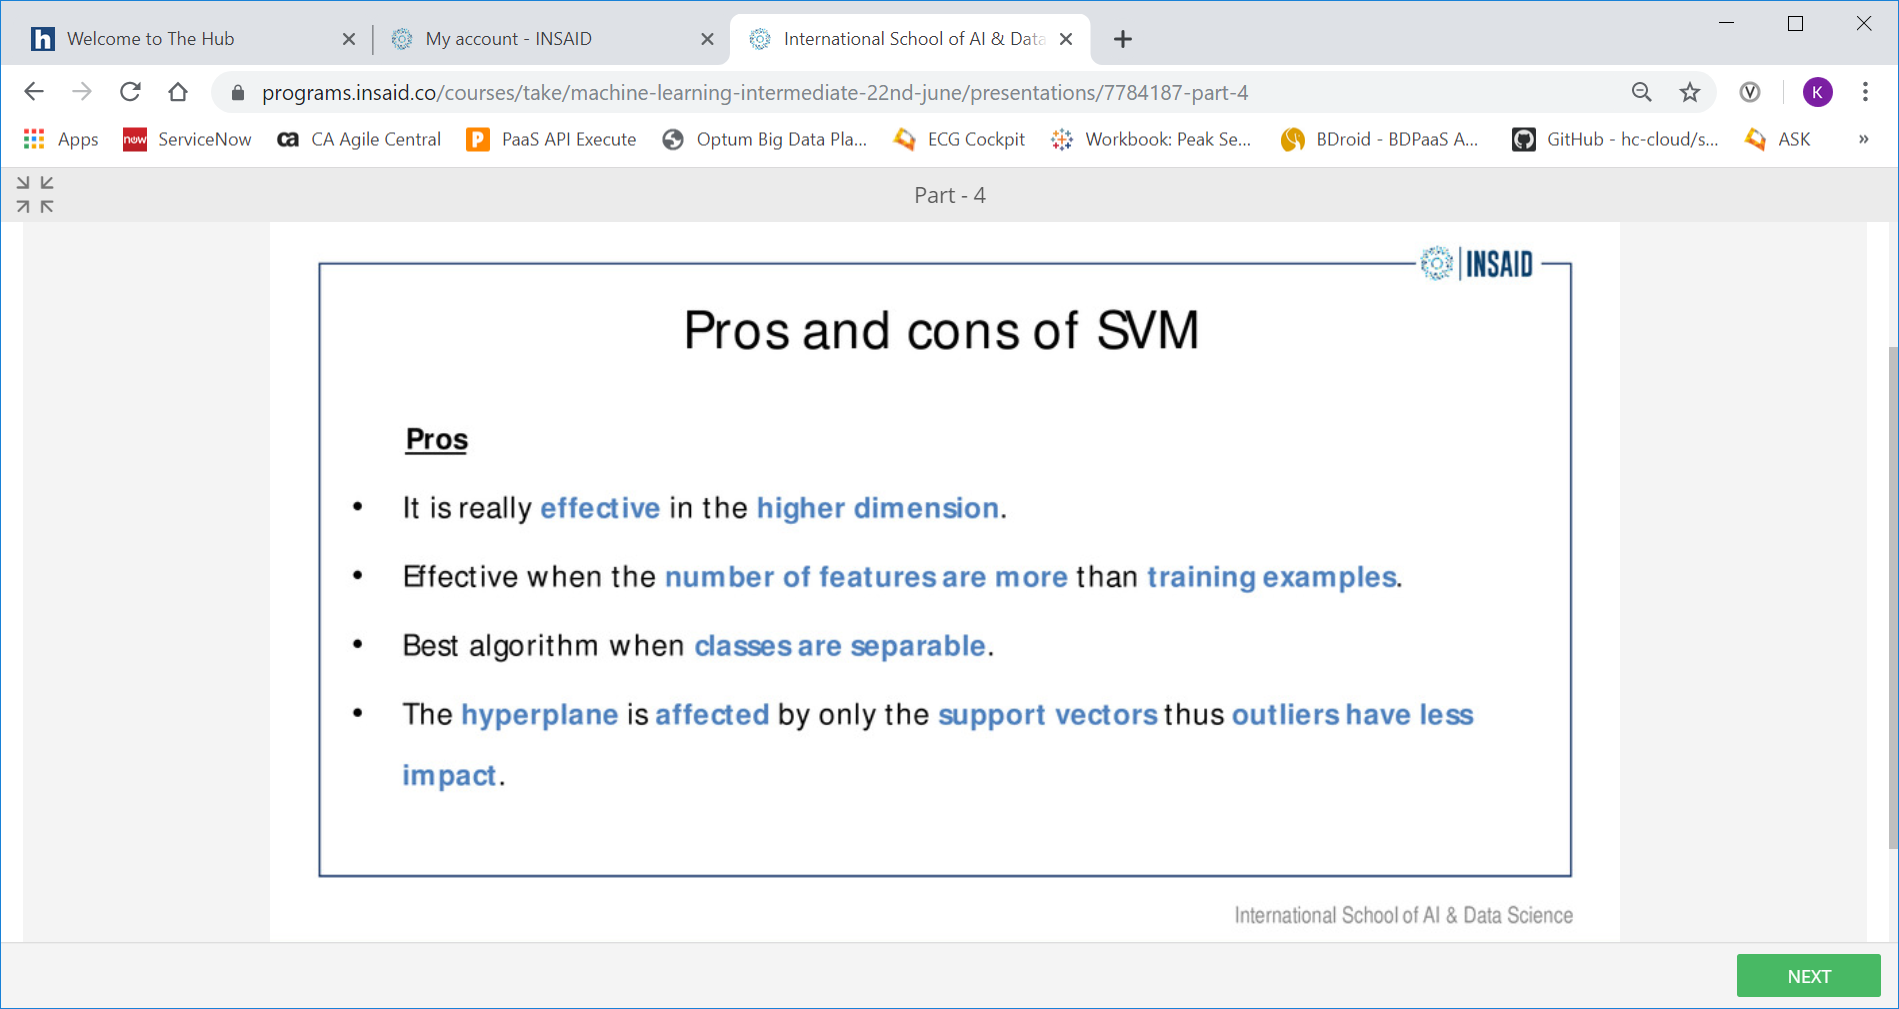 Welcome to The Hub
My account - INSAID
International School of AI & Data
programs.insaid.co/courses/take/machine-learning-intermediate-22nd-june/presentations/7784187-part-4
K
Apps
now ServiceNow
ca CA Agile Central
P PaaS API Execute
Optum Big Data Pla...
ECG Cockpit
Workbook: Peak Se...
BDroid - BDPaaS A...
GitHub - hc-cloud/s...
ASK
»
Part - 4
INSAID
Pros and cons of SVM
Pros
• It is really effective in the higher dimension.
• Effective when the number of features are more than training examples.
• Best algorithm when classes are separable.
• The hyperplane is affected by only the support vectors thus outliers have less
impact.
International School of AI & Data Science
NEXT